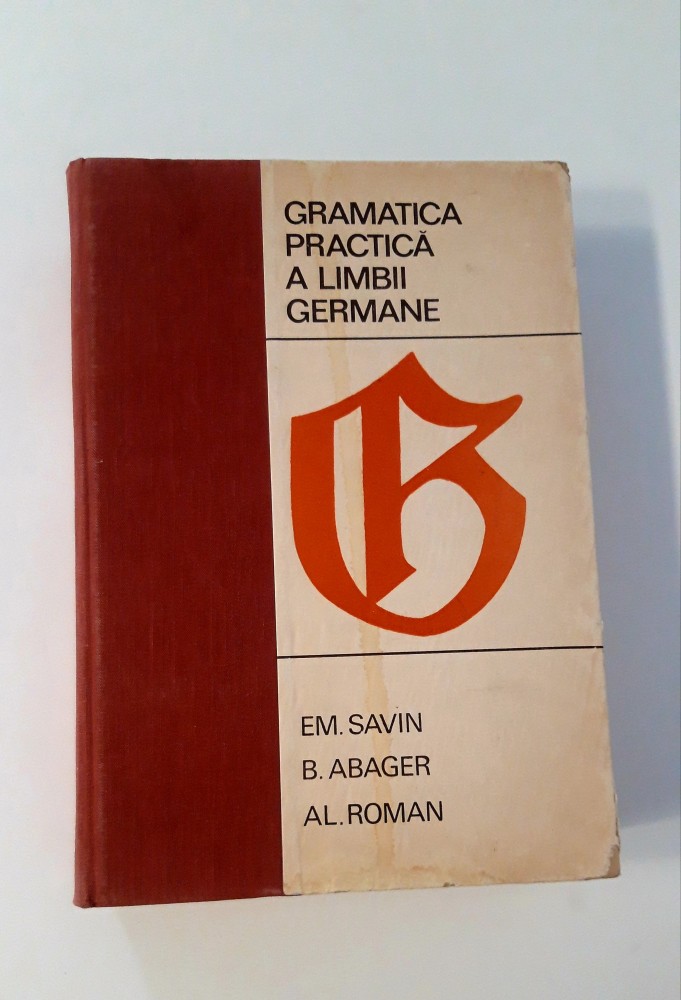 GRAMATICA
PRACTICĂ
A LIMBII
GERMANE
G
EM. SAVIN
B. ABAGER
AL. ROMAN